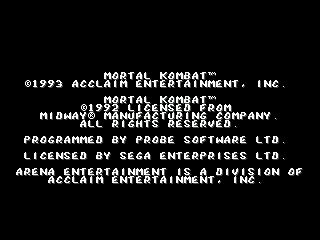 MORTAL KOMBAT™
©1993 ACCLAIM ENTERTAINMENT, INC.
MORTAL KOMBAT™
©1992 LICENSED FROM
MIDWAY® MANUFACTURING COMPANY.
ALL RIGHTS RESERVED.
PROGRAMMED BY PROBE SOFTWARE LTD.
LICENSED BY SEGA ENTERPRISES LTD.
ARENA ENTERTAINMENT IS A DIVISION OF
ACCLAIM ENTERTAINMENT, INC.